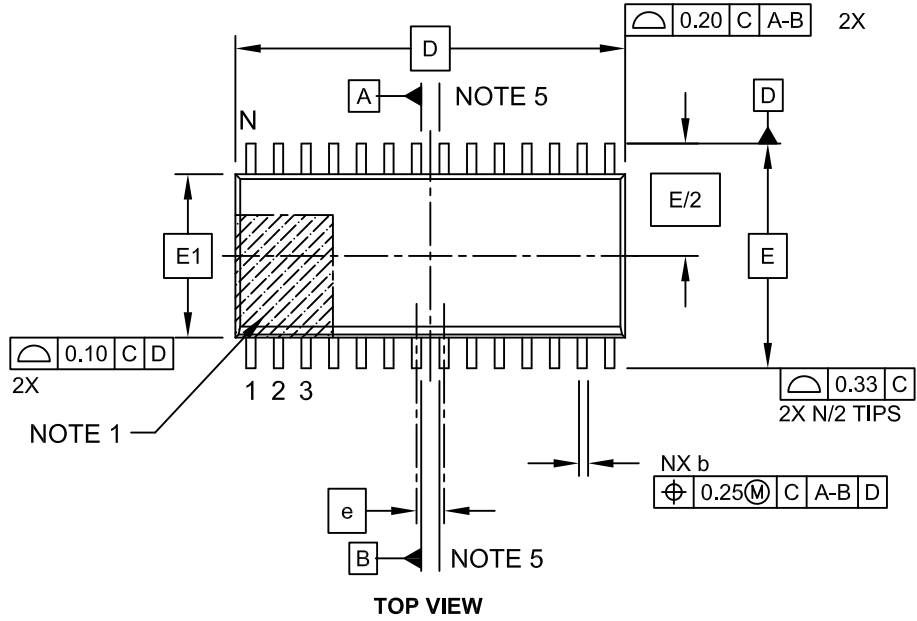 ⌓ 0.20 C A-B 2X
D
A NOTE 5
D
N
E/2
E1
E
⌓ 0.10 C D
2X
1 2 3
⌓ 0.33 C
2X N/2 TIPS
NOTE 1
NX b
⌖ 0.25Ⓜ C A-B D
e
B NOTE 5
TOP VIEW